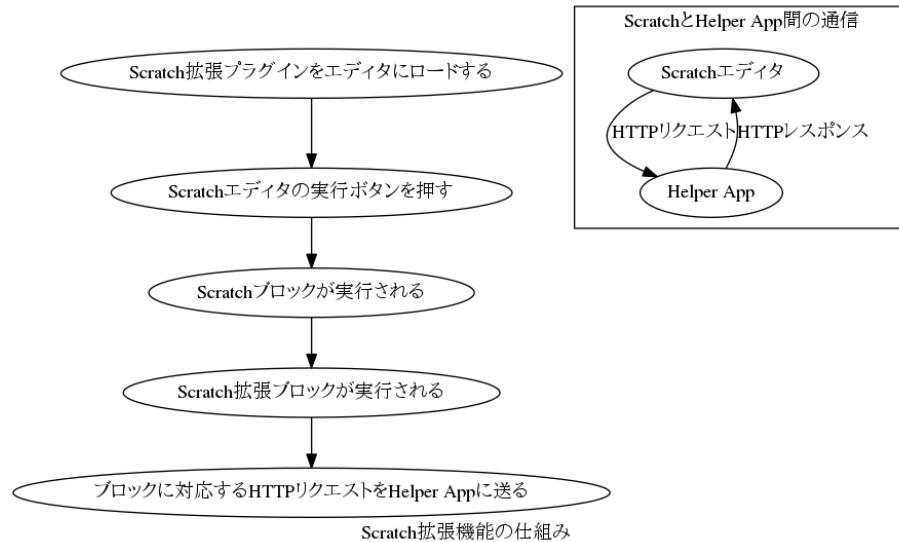 Scratch拡張プラグインをエディタにロードする
Scratchエディタの実行ボタンを押す
Scratchブロックが実行される
Scratch拡張ブロックが実行される
ブロックに対応するHTTPリクエストをHelper Appに送る
Scratch拡張機能の仕組み
ScratchとHelper App間の通信
Scratchエディタ
HTTPリクエスト
HTTPレスポンス
Helper App